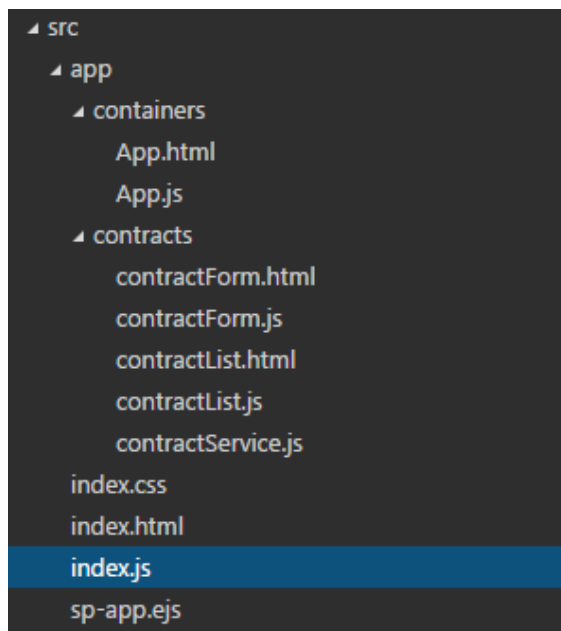 src
app
containers
App.html
App.js
contracts
contractForm.html
contractForm.js
contractList.html
contractList.js
contractService.js
index.css
index.html
index.js
sp-app.ejs